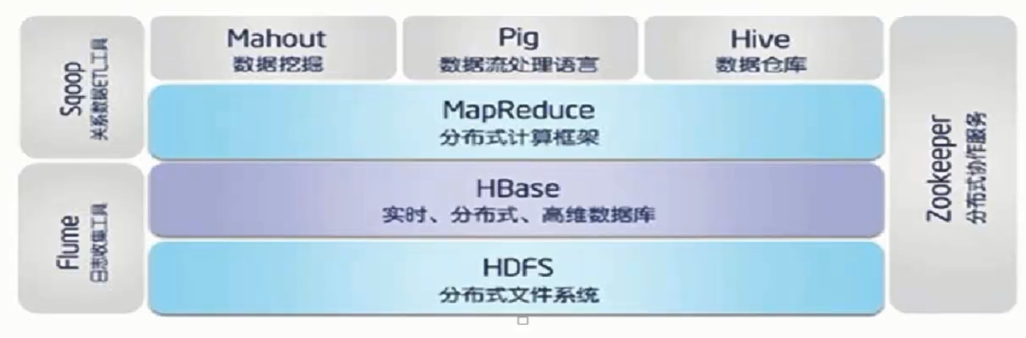 Sqoop
关系数据ETL工具
Mahout
数据挖掘
Pig
数据流处理语言
Hive
数据仓库
MapReduce
分布式计算框架
Flume
日志收集工具
HBase
实时、分布式、高维数据库
HDFS
分布式文件系统
Zookeeper
分布式协作服务